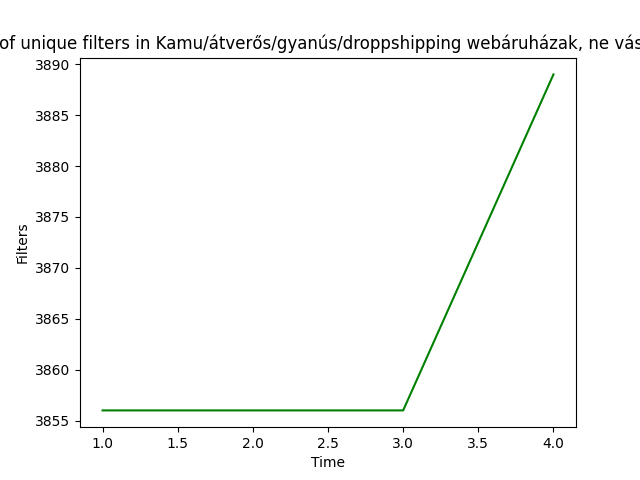 of unique filters in Kamu/átverős/gyanús/droppshipping webáruházak, ne vás
3890
3885
3880
3875
3870
3865
3860
3855
Filters
1.0 1.5 2.0 2.5 3.0 3.5 4.0
Time